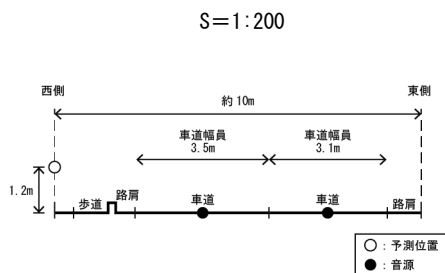 S＝1:200
西側
東側
約10m
車道幅員
3.5m
車道幅員
3.1m
1.2m
歩道
路肩
車道
車道
路肩
○：予測位置
●：音源